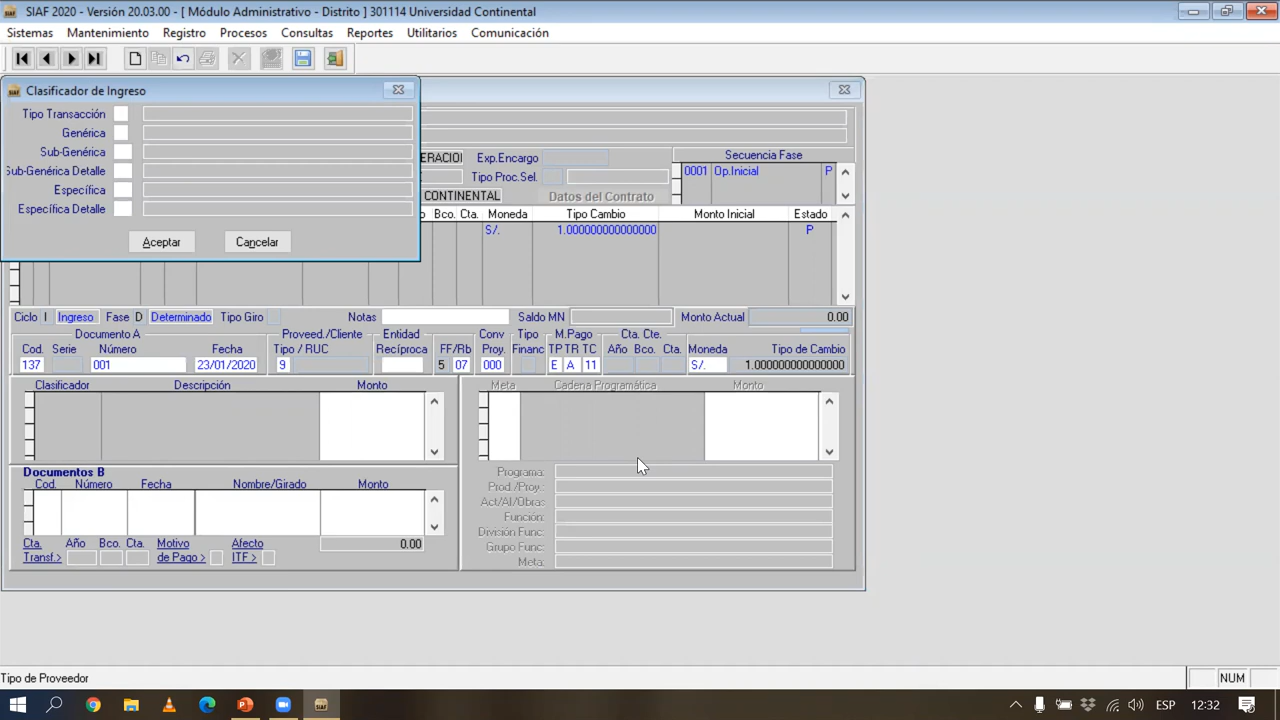 SIAF 2020 - Versión 20.03.00 - [ Módulo Administrativo - Distrito ] 301114 Universidad Continental
Sistemas Mantenimiento Registro Procesos Consultas Reportes Utilitarios Comunicación
Clasificador de Ingreso
Tipo Transacción
Genérica
Sub-Genérica
Sub-Genérica Detalle
Específica
Específica Detalle
Aceptar Cancelar
ERACIOI Exp.Encargo
Tipo Proc.Sel.
CONTINENTAL Datos del Contrato
Secuencia Fase
0001 Op.Inicial P
o Bco. Cta. Moneda Tipo Cambio Monto Inicial Estado
S/. 1.000000000000000 P
Ciclo I Ingreso Fase D Determinado Tipo Giro Notas Saldo MN Monto Actual 0.00
Documento A Proveed./Cliente Entidad Conv Tipo M.Pago Cta. Cte.
Cod. Serie Número Fecha Tipo / RUC Recíproca FF/Rb Proy. Financ TP TR TC Año Bco. Cta. Moneda Tipo de Cambio
137 001 23/01/2020 9 5 07 000 E A 11 S/. 1.000000000000000
Clasificador Descripción Monto
Meta Cadena Programática Monto
Documentos B
Cod. Número Fecha Nombre/Girado Monto
Cta. Año Bco. Cta. Motivo Afecto 0.00
Transf.> de Pago > ITF >
Programa:
Prod./Proy.:
Act/AI/Obra:
Función:
División Func:
Grupo Func:
Meta:
Tipo de Proveedor NUM
ESP 12:32